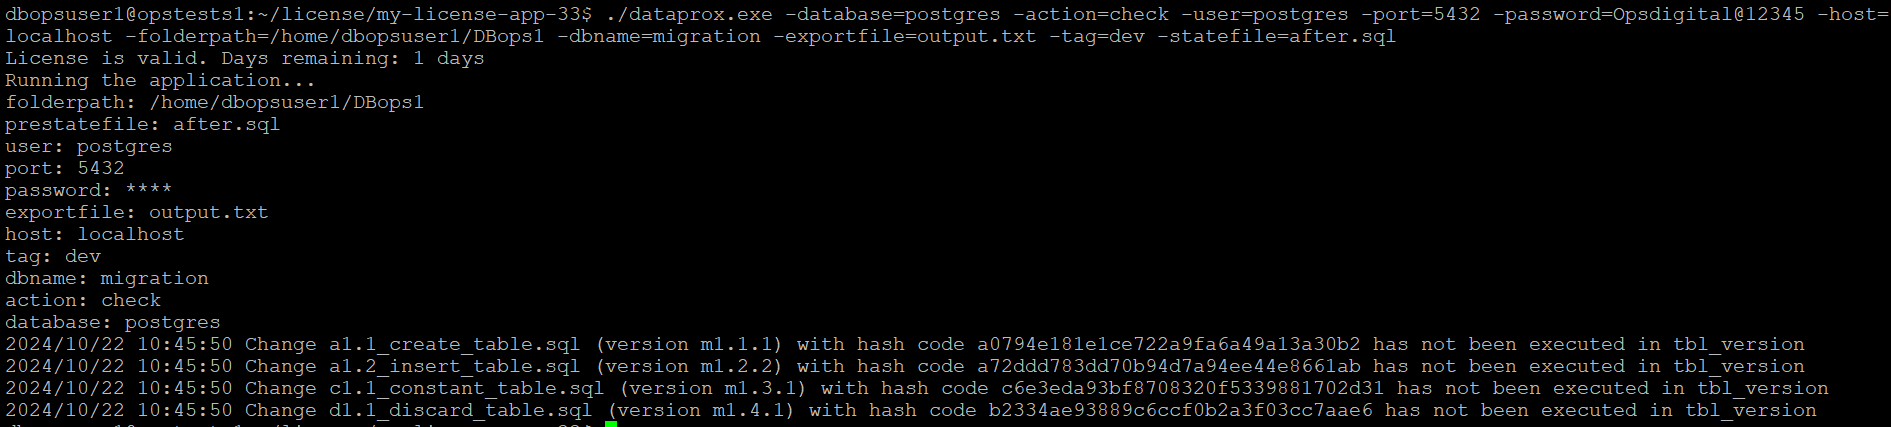 dbopsuser1@opstests1:~/license/my-license-app-33$ ./dataprox.exe -database=postgres -action=check -user=postgres -port=5432 -password=Opsdigital@12345 -host=
localhost -folderpath=/home/dbopsuser1/DBops1 -dbname=migration -exportfile=output.txt -tag=dev -statefile=after.sql
License is valid. Days remaining: 1 days
Running the application...
folderpath: /home/dbopsuser1/DBops1
prestatefile: after.sql
user: postgres
port: 5432
password: ****
exportfile: output.txt
host: localhost
tag: dev
dbname: migration
action: check
database: postgres
2024/10/22 10:45:50 Change a1.1_create_table.sql (version m1.1.1) with hash code a0794e181e1ce722a9fa6a49a13a30b2 has not been executed in tbl_version
2024/10/22 10:45:50 Change a1.2_insert_table.sql (version m1.2.2) with hash code a72ddd783dd70b94d7a94ee44e8661ab has not been executed in tbl_version
2024/10/22 10:45:50 Change c1.1_constant_table.sql (version m1.3.1) with hash code c6e3eda93bf8708320f5339881702d31 has not been executed in tbl_version
2024/10/22 10:45:50 Change d1.1_discard_table.sql (version m1.4.1) with hash code b2334ae93889c6ccf0b2a3f03cc7aae6 has not been executed in tbl_version